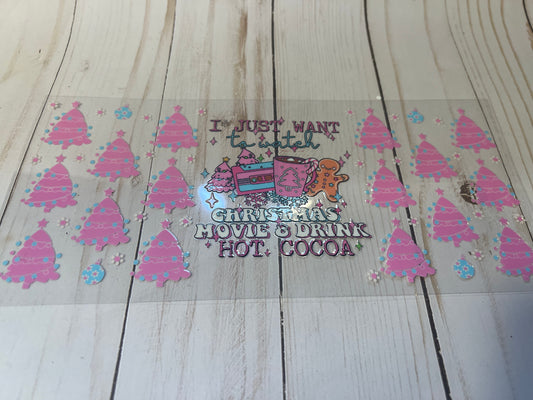 I JUST WANT
to watch
CHRISTMAS
MOVIE & DRINK
HOT COCOA